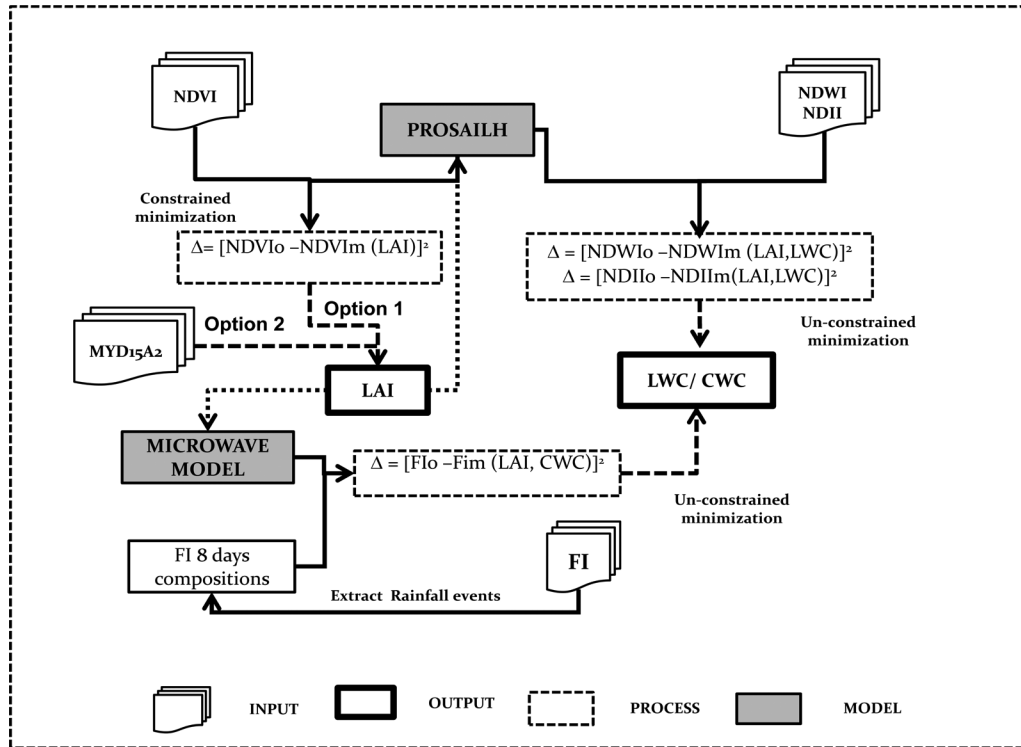 NDVI
NDWI
NDII
PROSAILH
Constrained
minimization
Δ= [NDVIo –NDVIm (LAI)]²
Δ = [NDWIo –NDWIm (LAI,LWC)]²
Δ = [NDIIo –NDIIm(LAI,LWC)]²
Option 1
Option 2
Un-constrained
minimization
MYD15A2
LAI
LWC/ CWC
MICROWAVE
MODEL
Δ = [FIo –Fim (LAI, CWC)]²
Un-constrained
minimization
FI 8 days
compositions
FI
Extract Rainfall events
INPUT
OUTPUT
PROCESS
MODEL